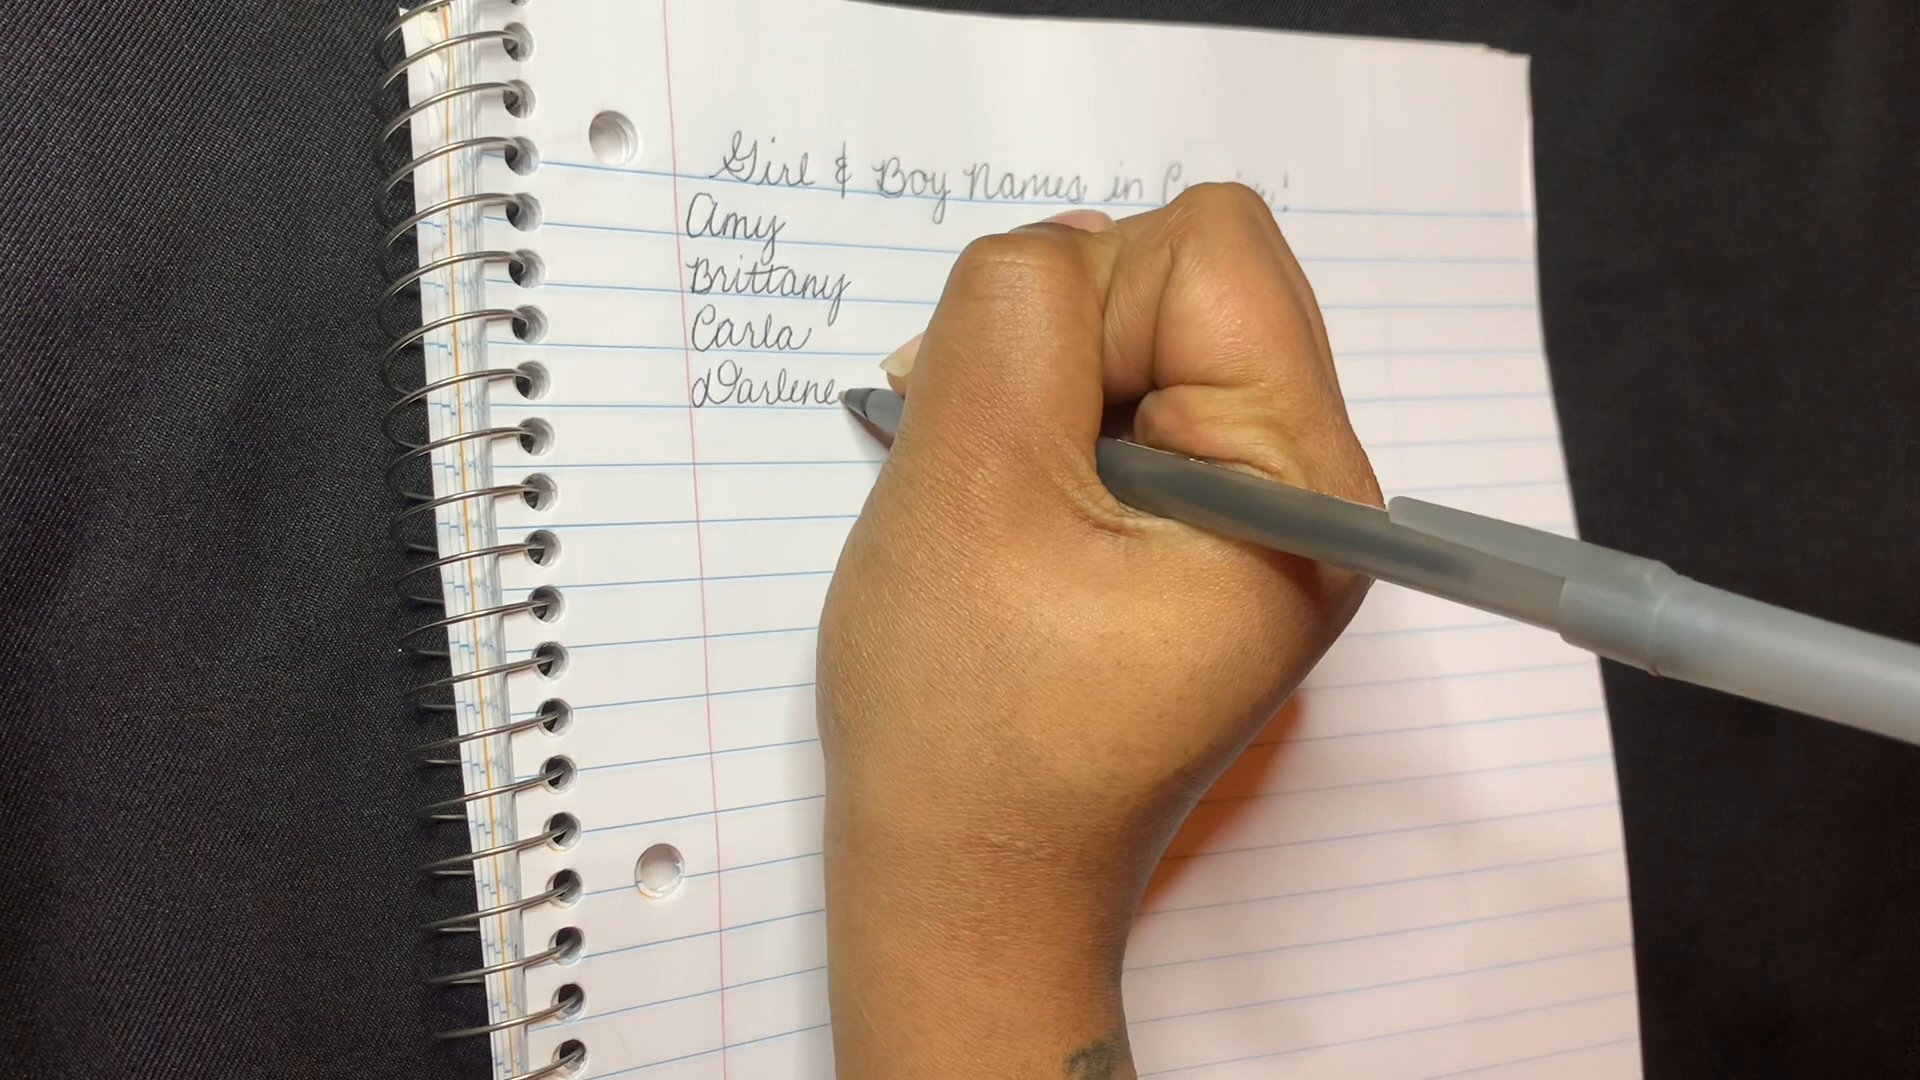 Girl & Boy Names in
Amy
Brittany
Carla
Darlene